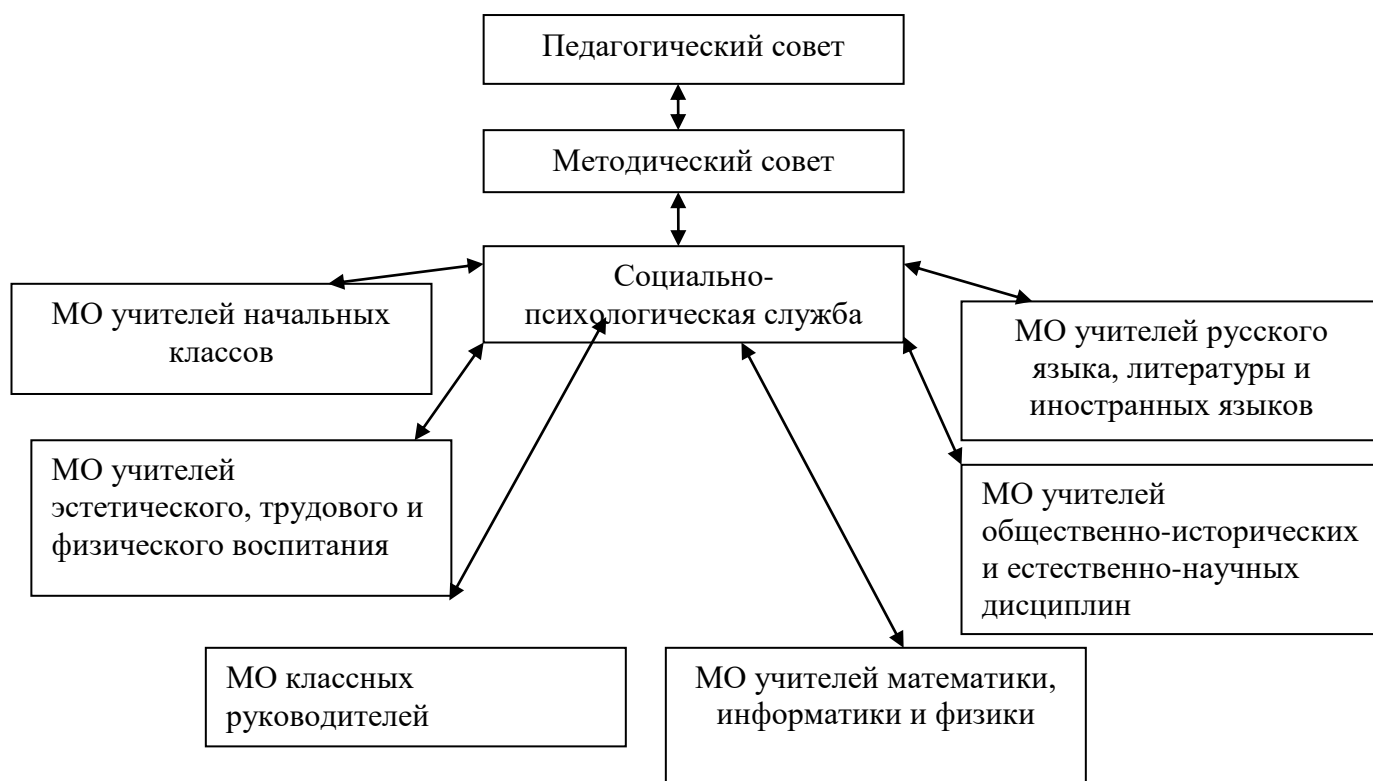 Педагогический совет
Методический совет
Социально-
психологическая служба
МО учителей начальных
классов
МО учителей русского
языка, литературы и
иностранных языков
МО учителей
эстетического, трудового и
физического воспитания
МО учителей
общественно-исторических
и естественно-научных
дисциплин
МО классных
руководителей
МО учителей математики,
информатики и физики